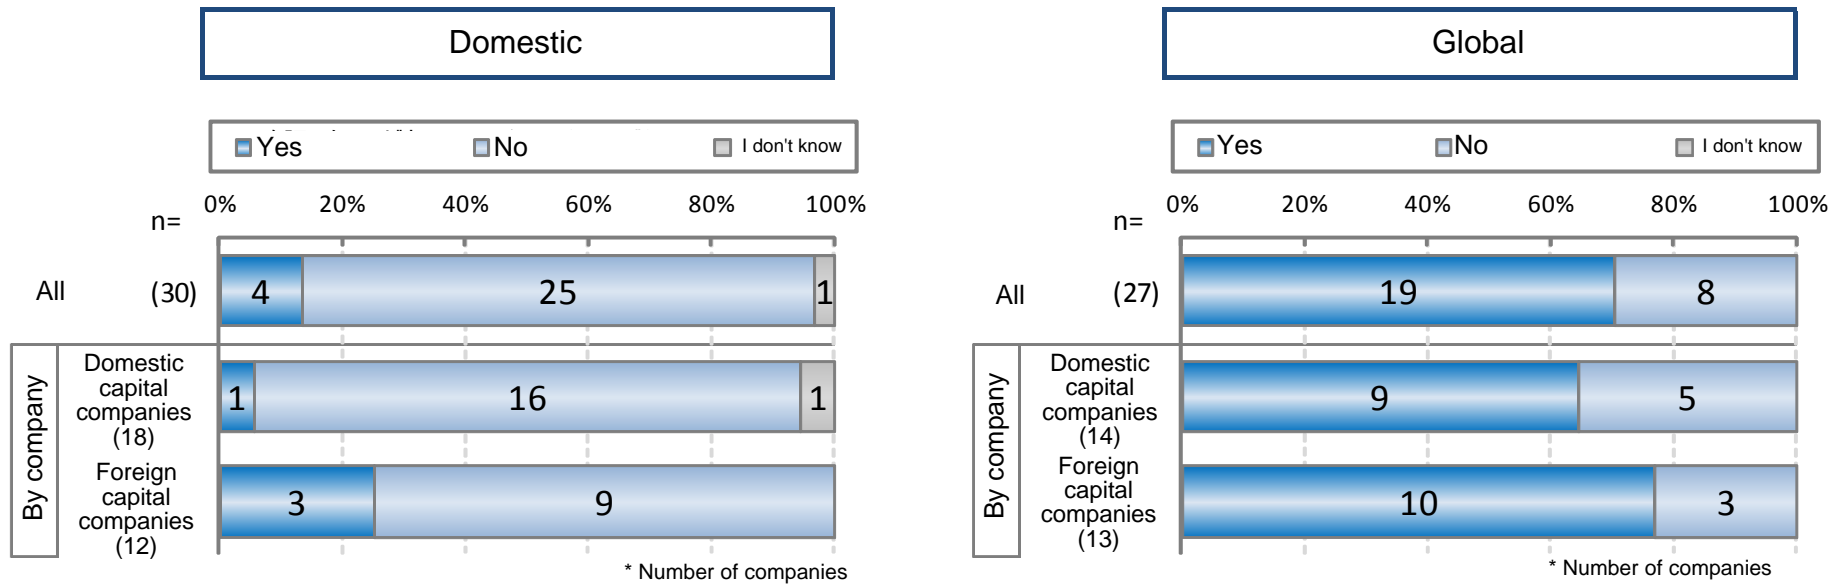 Domestic
Yes No I don't know
n= 0% 20% 40% 60% 80% 100%
All (30) 4 25 1
By company
Domestic
capital
companies
(18)
1 16 1
Foreign
capital
companies
(12)
3 9
* Number of companies
Global
Yes No I don't know
n= 0% 20% 40% 60% 80% 100%
All (27) 19 8
By company
Domestic
capital
companies
(14)
9 5
Foreign
capital
companies
(13)
10 3
* Number of companies